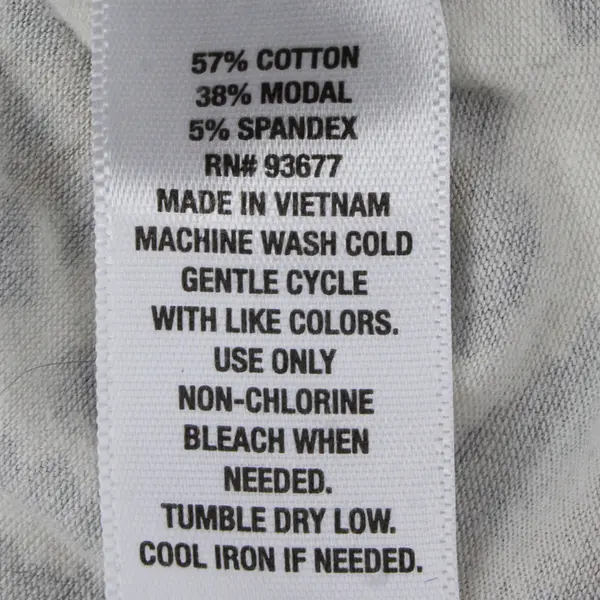 57% COTTON
38% MODAL
5% SPANDEX
RN# 93677
MADE IN VIETNAM
MACHINE WASH COLD
GENTLE CYCLE
WITH LIKE COLORS.
USE ONLY
NON-CHLORINE
BLEACH WHEN
NEEDED.
TUMBLE DRY LOW.
COOL IRON IF NEEDED.